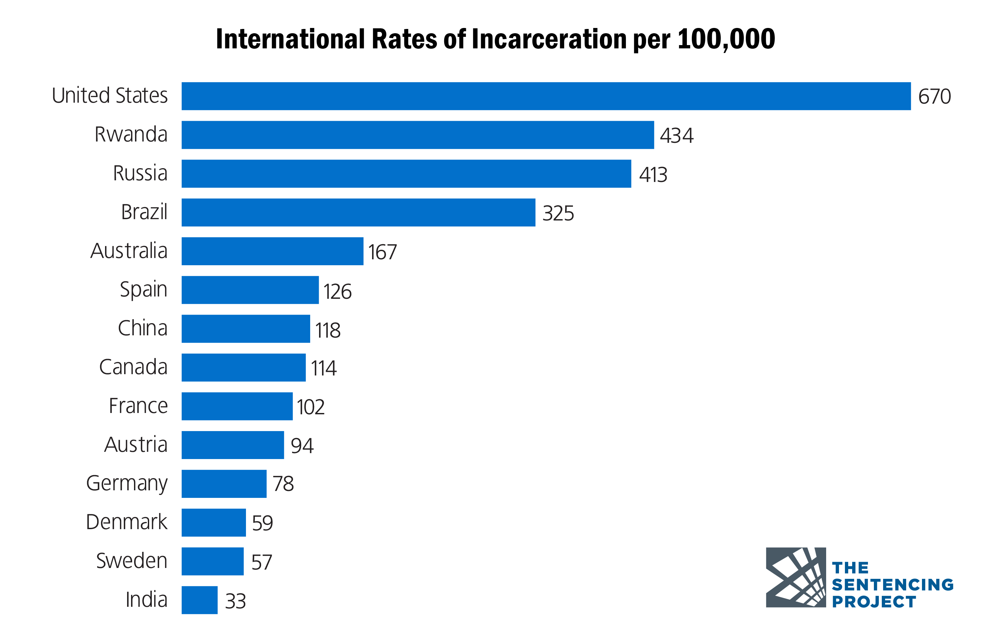 International Rates of Incarceration per 100,000
United States 670
Rwanda 434
Russia 413
Brazil 325
Australia 167
Spain 126
China 118
Canada 114
France 102
Austria 94
Germany 78
Denmark 59
Sweden 57
India 33
THE
SENTENCING
PROJECT